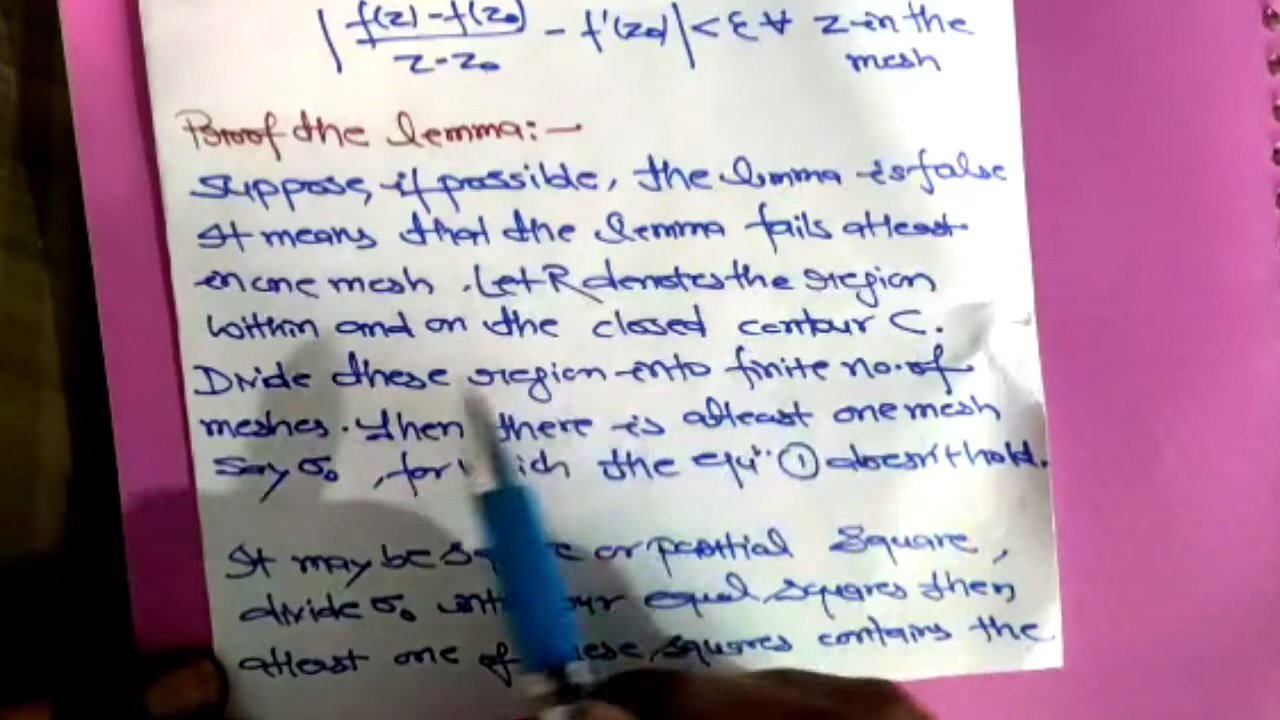 | f(z)-f(z₀) / z-z₀ - f'(z₀) | < ε ∀ z in the
mesh
Proof the lemma:-
Suppose, if possible, the lemma is false
It means that the lemma fails atleast
in one mesh. Let R denotes the region
within and on the closed contour C.
Divide these region into finite no. of
meshes. Then there is atleast one mesh
Say σ₀, for the equⁿ ① doesn't hold.
It may be or partial Square,
divide σ₀ equal squares then
atleast one of squares contains the